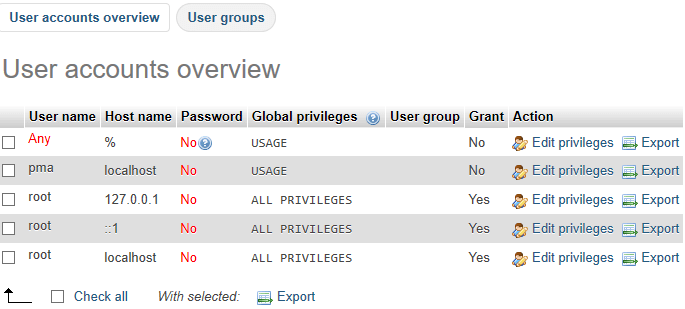 User accounts overview User groups
User accounts overview
User name Host name Password Global privileges User group Grant Action
Any % No USAGE No Edit privileges Export
pma localhost No USAGE No Edit privileges Export
root 127.0.0.1 No ALL PRIVILEGES Yes Edit privileges Export
root ::1 No ALL PRIVILEGES Yes Edit privileges Export
root localhost No ALL PRIVILEGES Yes Edit privileges Export
Check all With selected: Export